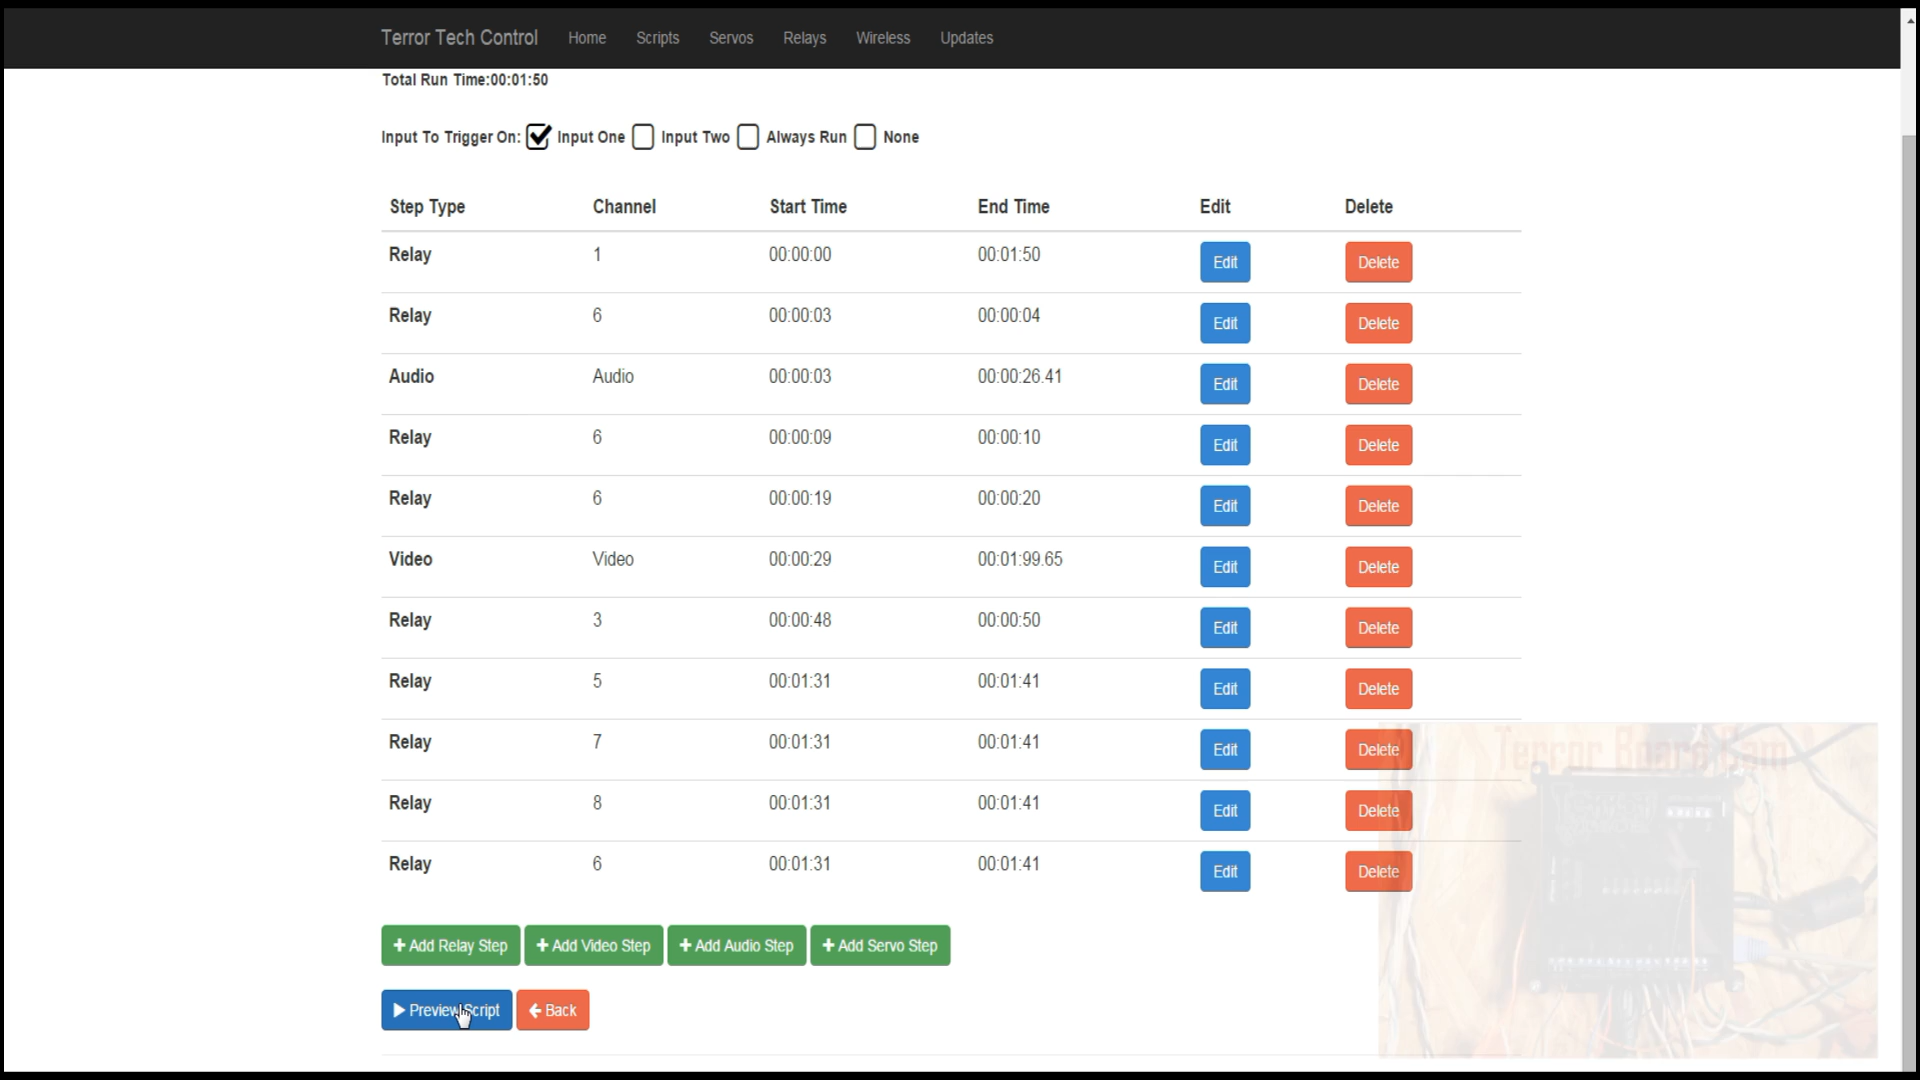 Terror Tech Control Home Scripts Servos Relays Wireless Updates
Total Run Time:00:01:50
Input To Trigger On: Input One Input Two Always Run None
Step Type Channel Start Time End Time Edit Delete
Relay 1 00:00:00 00:01:50 Edit Delete
Relay 6 00:00:03 00:00:04 Edit Delete
Audio Audio 00:00:03 00:00:26.41 Edit Delete
Relay 6 00:00:09 00:00:10 Edit Delete
Relay 6 00:00:19 00:00:20 Edit Delete
Video Video 00:00:29 00:01:99.65 Edit Delete
Relay 3 00:00:48 00:00:50 Edit Delete
Relay 5 00:01:31 00:01:41 Edit Delete
Relay 7 00:01:31 00:01:41 Edit Delete
Terror Board Cam
Relay 8 00:01:31 00:01:41 Edit Delete
Relay 6 00:01:31 00:01:41 Edit Delete
Add Relay Step Add Video Step Add Audio Step Add Servo Step
Preview Script Back